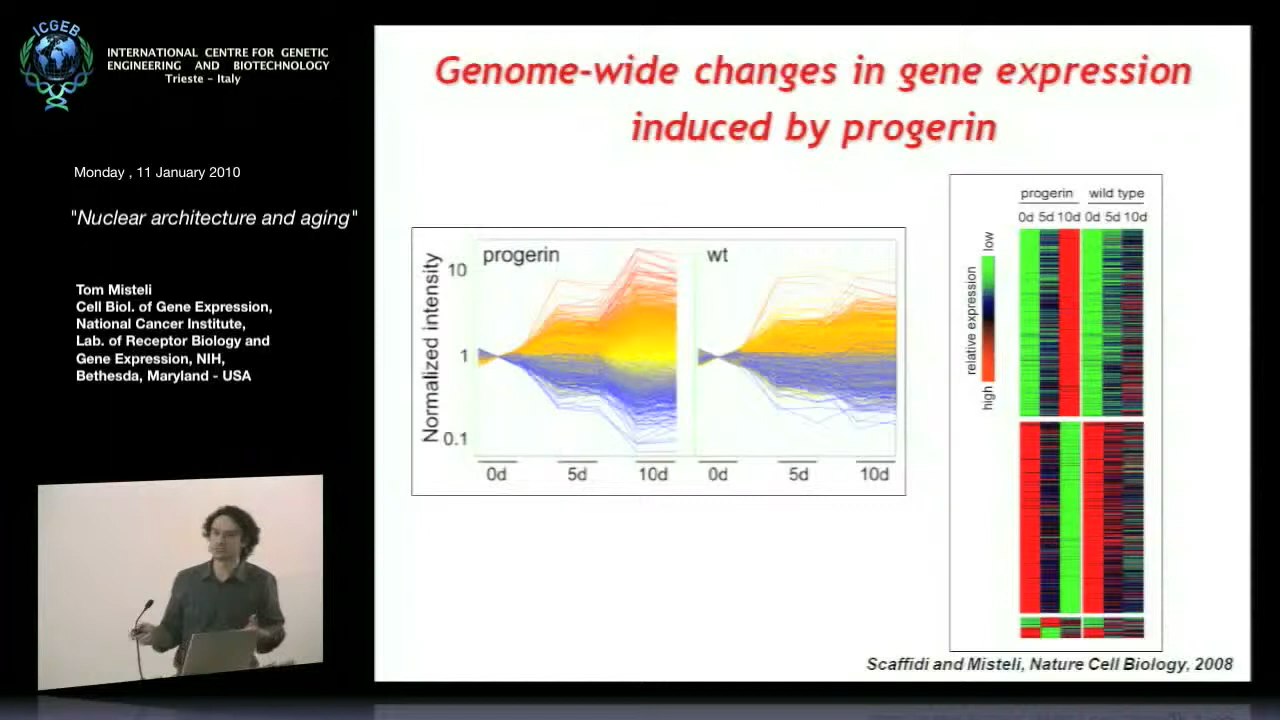 ICGEB
INTERNATIONAL CENTRE FOR GENETIC
ENGINEERING AND BIOTECHNOLOGY
Trieste - Italy
Monday , 11 January 2010
"Nuclear architecture and aging"
Tom Misteli
Cell Biol. of Gene Expression,
National Cancer Institute,
Lab. of Receptor Biology and
Gene Expression, NIH,
Bethesda, Maryland - USA
Genome-wide changes in gene expression
induced by progerin
Normalized intensity
progerin
wt
10
1
0.1
0d 5d 10d 0d 5d 10d
progerin wild type
0d 5d 10d 0d 5d 10d
relative expression
low
high
Scaffidi and Misteli, Nature Cell Biology, 2008